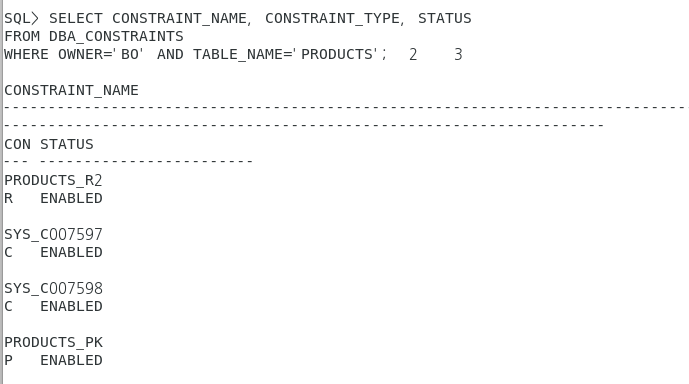 SQL> SELECT CONSTRAINT_NAME, CONSTRAINT_TYPE, STATUS
FROM DBA_CONSTRAINTS
WHERE OWNER='BO' AND TABLE_NAME='PRODUCTS';  2    3
CONSTRAINT_NAME
--------------------------------------------------------------------------------
-------------------------------------------------------------------
CON STATUS
--- ------------------------
PRODUCTS_R2
R   ENABLED
SYS_C007597
C   ENABLED
SYS_C007598
C   ENABLED
PRODUCTS_PK
P   ENABLED